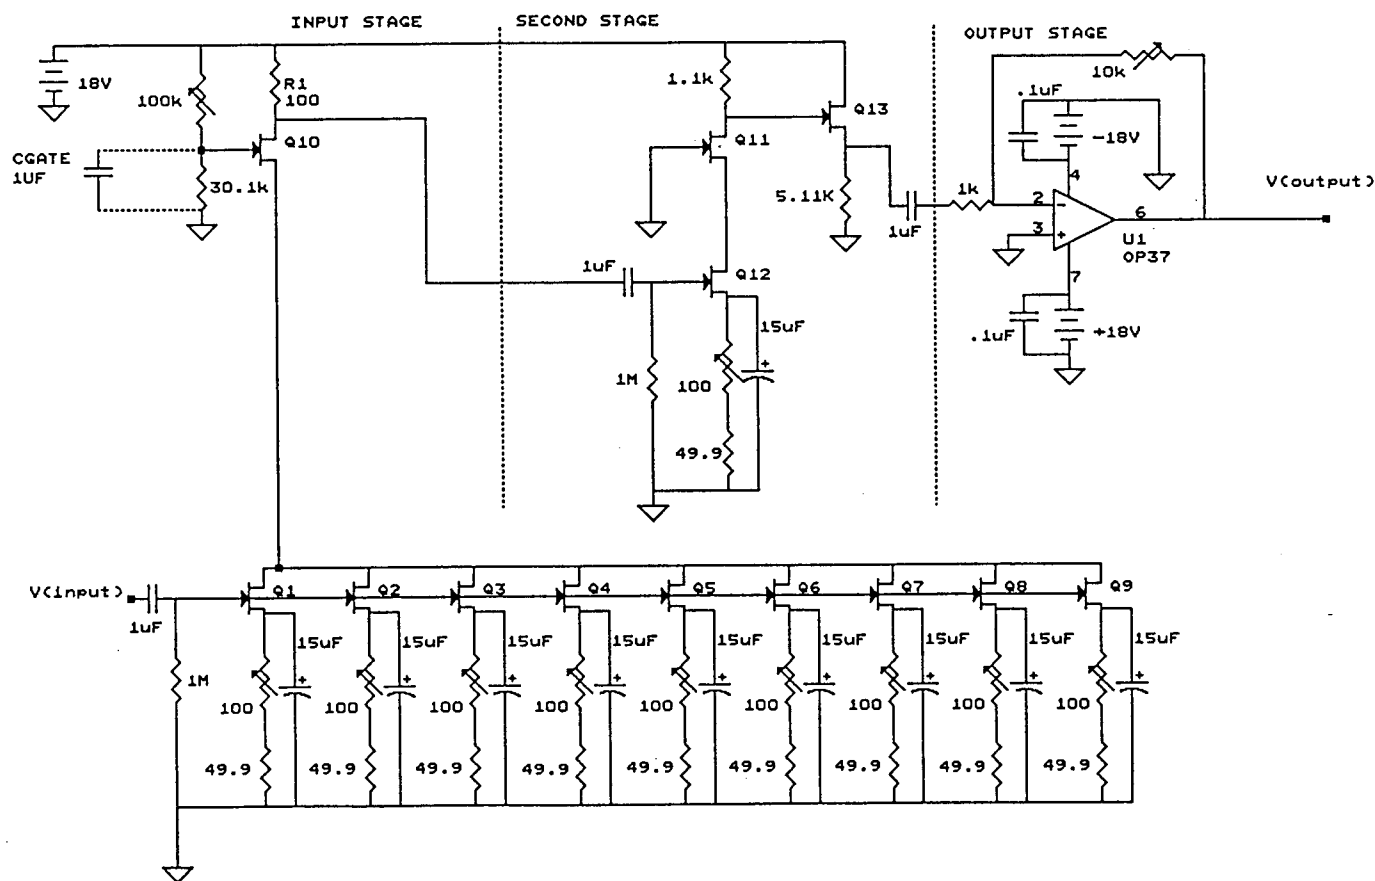 INPUT STAGE
SECOND STAGE
OUTPUT STAGE
18V
100k
R1
100
1.1k
10k
.1uF
-18V
Q10
Q11
Q13
CGATE
1UF
30.1k
5.11K
1uF
1k
4
2
3
6
7
U1
OP37
V(output)
1uF
Q12
15uF
.1uF
+18V
1M
100
49.9
V(input)
1uF
Q1
Q2
Q3
Q4
Q5
Q6
Q7
Q8
Q9
15uF
15uF
15uF
15uF
15uF
15uF
15uF
15uF
15uF
1M
100
100
100
100
100
100
100
100
100
49.9
49.9
49.9
49.9
49.9
49.9
49.9
49.9
49.9